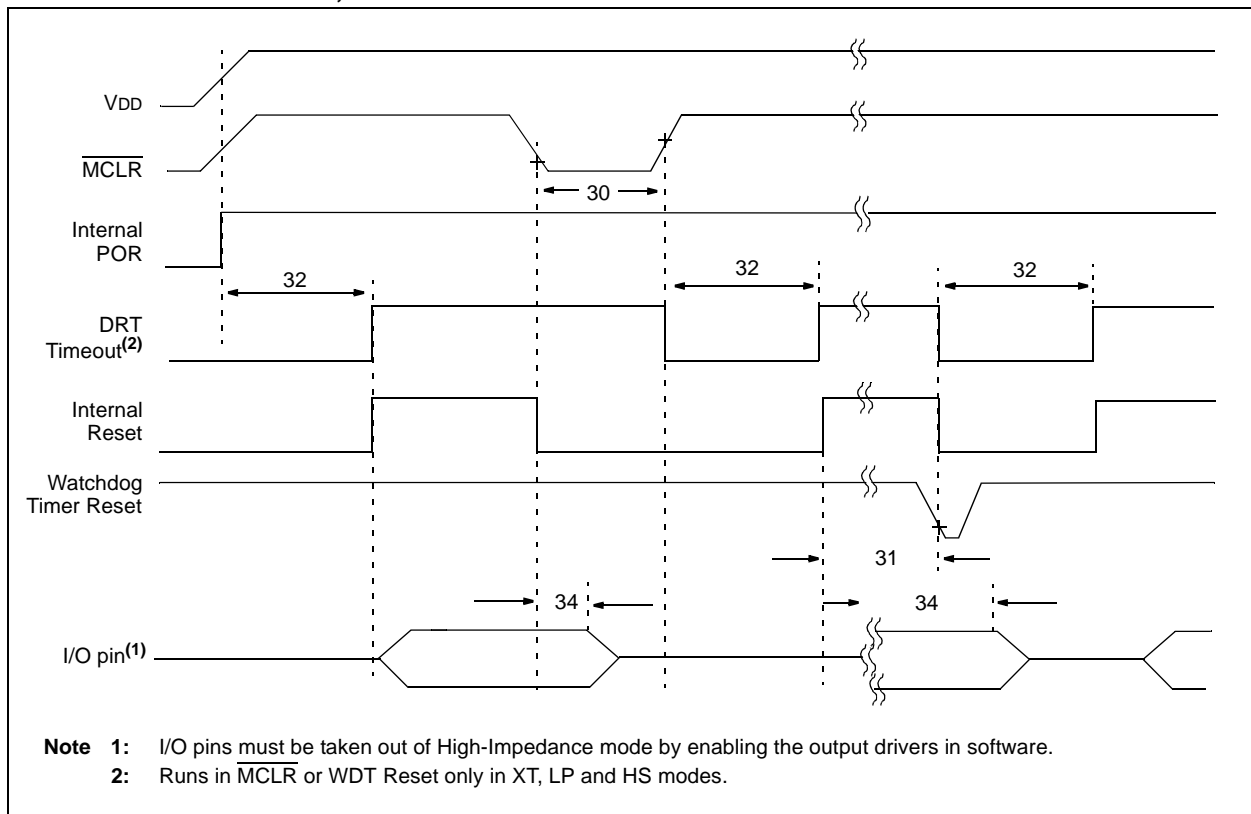 VDD
MCLR
30
Internal
POR
32
32
32
DRT
Timeout(2)
Internal
Reset
Watchdog
Timer Reset
31
34
34
I/O pin(1)
Note 1: I/O pins must be taken out of High-Impedance mode by enabling the output drivers in software.
2: Runs in MCLR or WDT Reset only in XT, LP and HS modes.